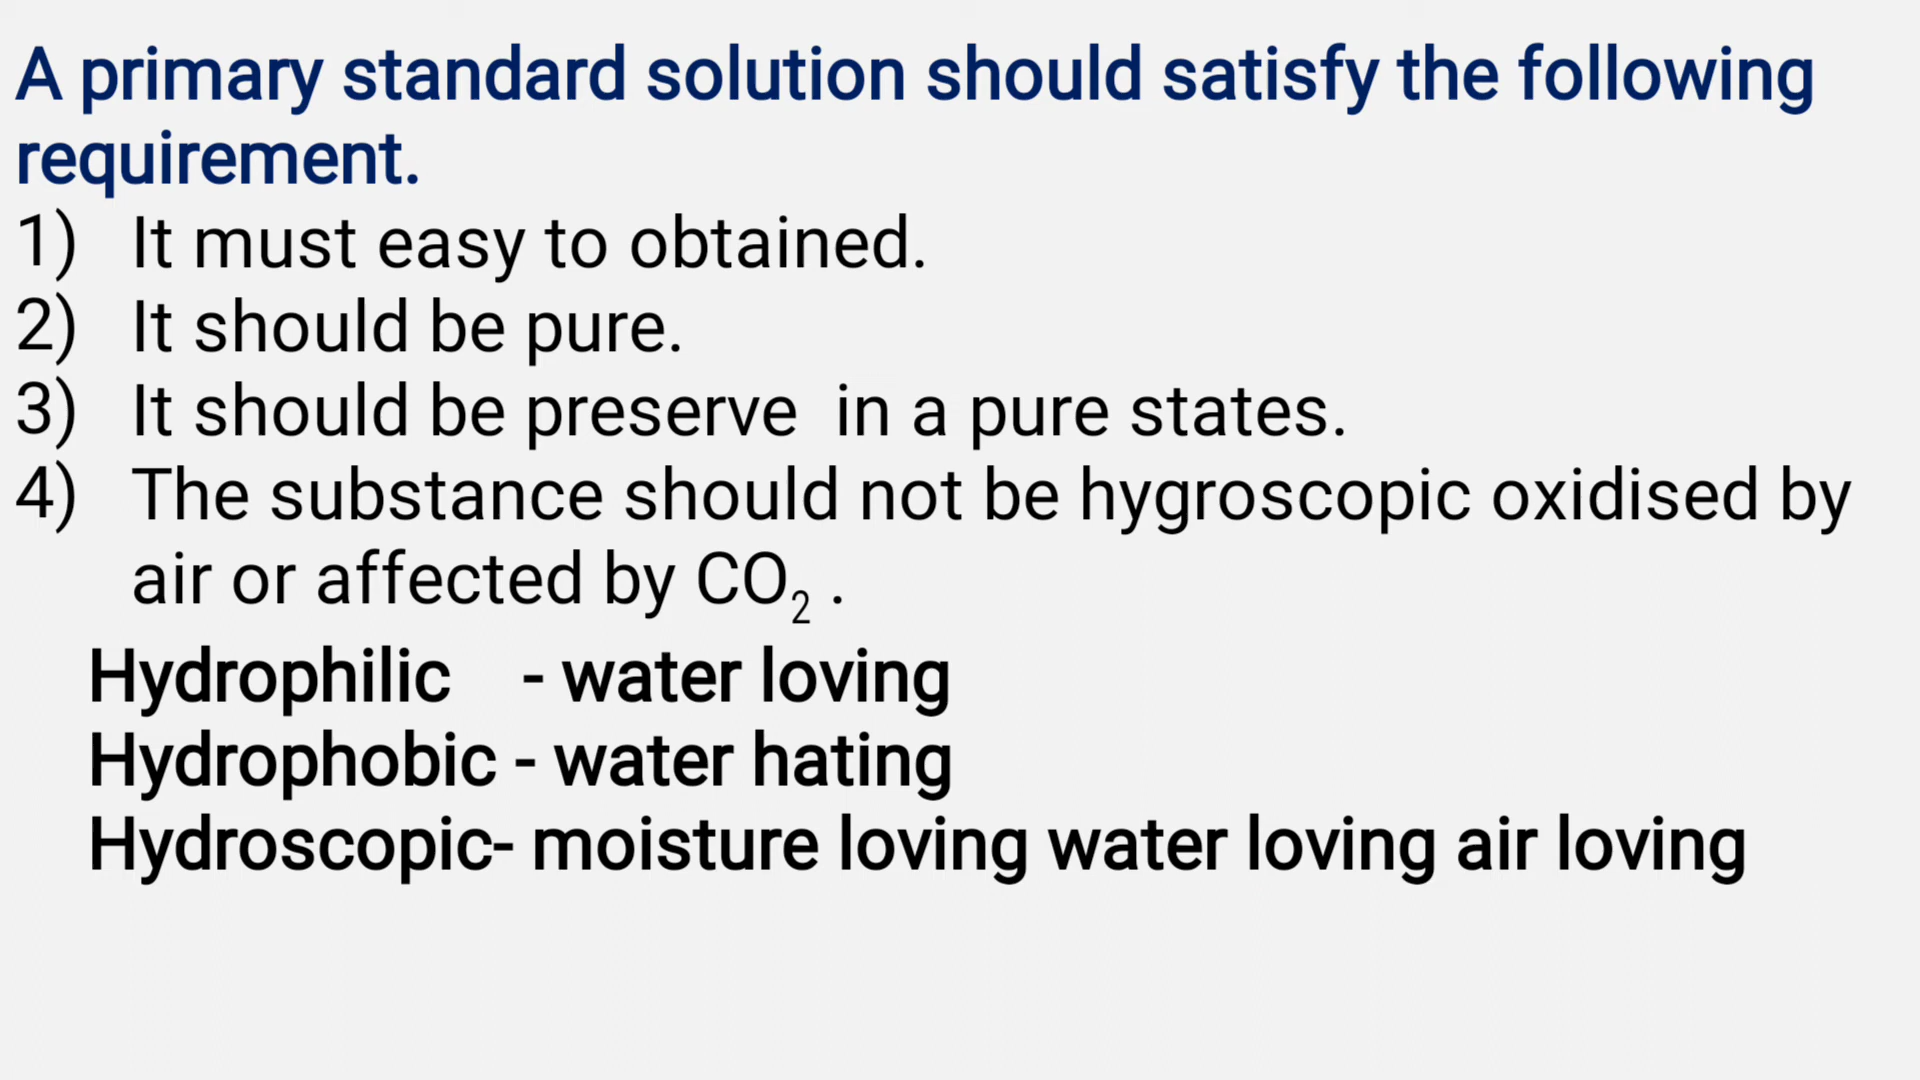 A primary standard solution should satisfy the following
requirement.
1) It must easy to obtained.
2) It should be pure.
3) It should be preserve in a pure states.
4) The substance should not be hygroscopic oxidised by
air or affected by CO₂ .
Hydrophilic - water loving
Hydrophobic - water hating
Hydroscopic- moisture loving water loving air loving